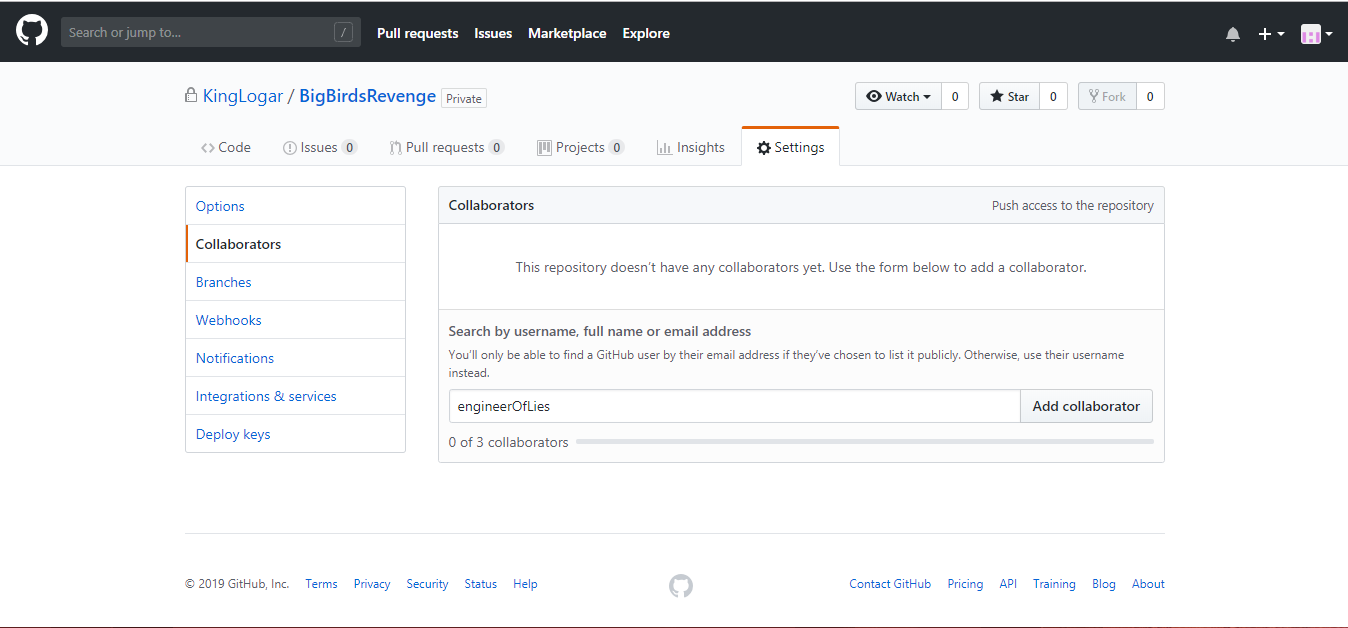 Search or jump to... /
Pull requests Issues Marketplace Explore
KingLogar / BigBirdsRevenge Private
Watch 0 Star 0 Fork 0
Code Issues 0 Pull requests 0 Projects 0 Insights Settings
Options
Collaborators
Branches
Webhooks
Notifications
Integrations & services
Deploy keys
Collaborators Push access to the repository
This repository doesn't have any collaborators yet. Use the form below to add a collaborator.
Search by username, full name or email address
You'll only be able to find a GitHub user by their email address if they've chosen to list it publicly. Otherwise, use their username
instead.
engineerOfLies Add collaborator
0 of 3 collaborators
© 2019 GitHub, Inc. Terms Privacy Security Status Help
Contact GitHub Pricing API Training Blog About